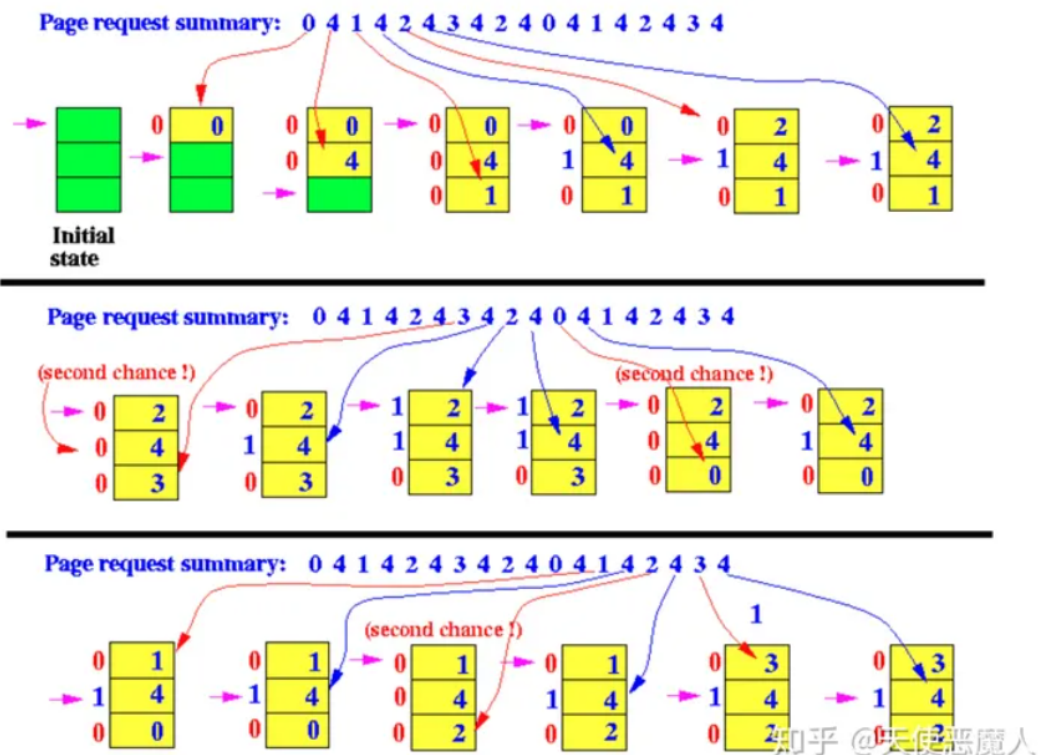 Page request summary: 0 4 1 4 2 4 3 4 2 4 0 4 1 4 2 4 3 4
0 0 0 0 0 0 0 0 0 2 0 2
0 4 0 4 1 4 1 4 1 4
0 1 0 1 0 1 0 1
Initial
state
Page request summary: 0 4 1 4 2 4 3 4 2 4 0 4 1 4 2 4 3 4
(second chance !) (second chance !)
0 2 0 2 1 2 1 2 0 2 0 2
0 4 1 4 1 4 1 4 0 4 1 4
0 3 0 3 0 3 0 3 0 0 0 0
Page request summary: 0 4 1 4 2 4 3 4 2 4 0 4 1 4 2 4 3 4
1
(second chance !)
0 1 0 1 0 1 0 1 0 3 0 3
1 4 1 4 0 4 1 4 1 4 1 4
0 0 0 0 0 2 0 2 0 2 0 2
知乎 @天使恶魔人